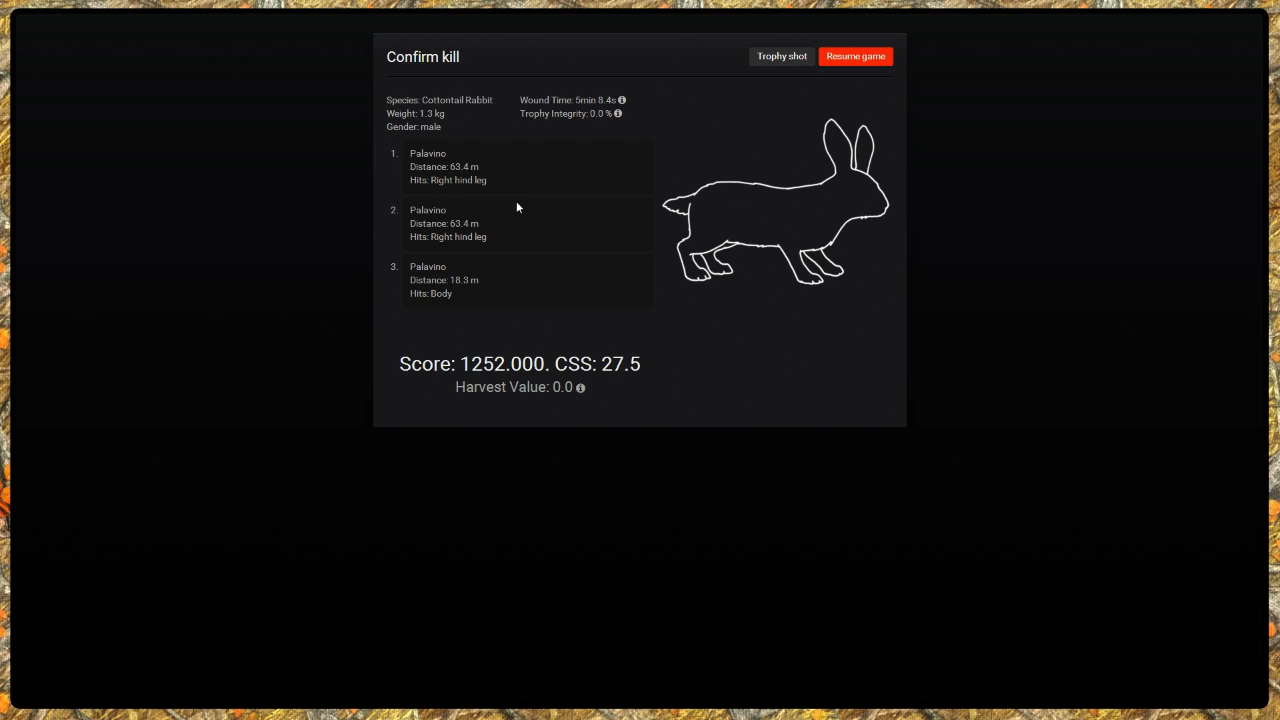 Confirm kill
Trophy shot
Resume game
Species: Cottontail Rabbit
Weight: 1.3 kg
Gender: male
Wound Time: 5min 8.4s
Trophy Integrity: 0.0 %
1. Palavino
Distance: 63.4 m
Hits: Right hind leg
2. Palavino
Distance: 63.4 m
Hits: Right hind leg
3. Palavino
Distance: 18.3 m
Hits: Body
Score: 1252.000. CSS: 27.5
Harvest Value: 0.0